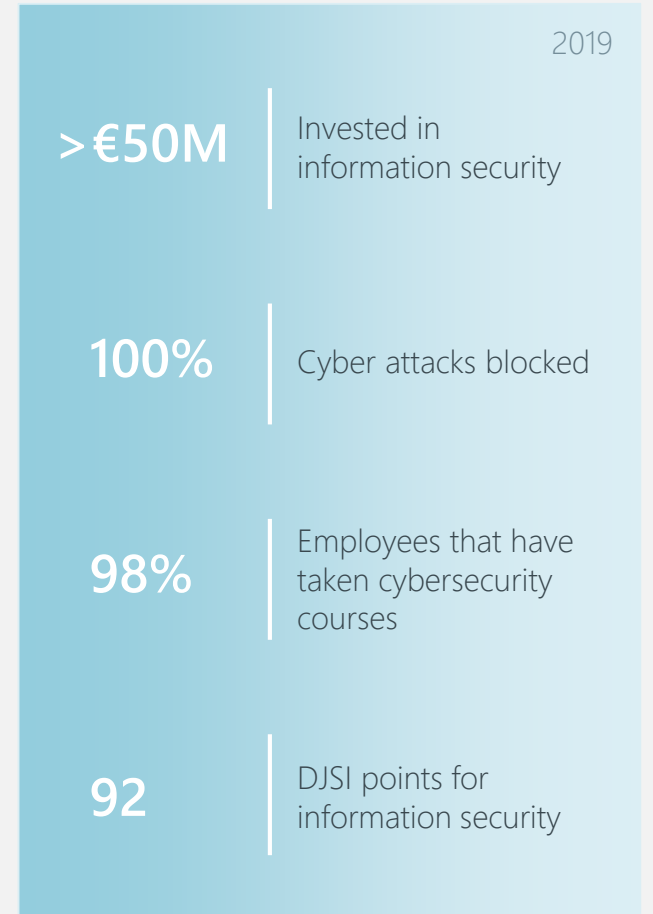 2019
>€50M
Invested in
information security
100%
Cyber attacks blocked
98%
Employees that have
taken cybersecurity
courses
92
DJSI points for
information security